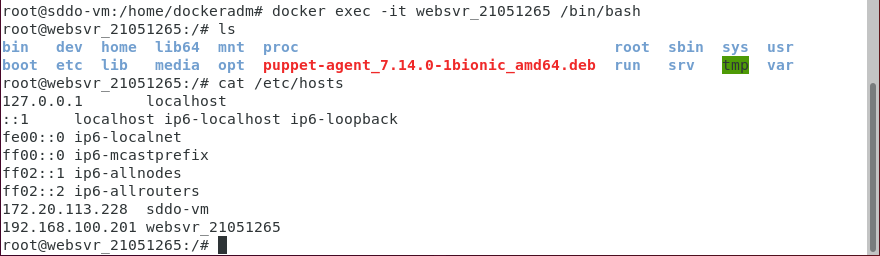 root@sddo-vm:/home/dockeradm# docker exec -it websvr_21051265 /bin/bash
root@websvr_21051265:/# ls
bin   dev  home  lib64  mnt  proc                                   root  sbin  sys  usr
boot  etc  lib   media  opt  puppet-agent_7.14.0-1bionic_amd64.deb  run   srv   tmp  var
root@websvr_21051265:/# cat /etc/hosts
127.0.0.1       localhost
::1     localhost ip6-localhost ip6-loopback
fe00::0 ip6-localnet
ff00::0 ip6-mcastprefix
ff02::1 ip6-allnodes
ff02::2 ip6-allrouters
172.20.113.228  sddo-vm
192.168.100.201 websvr_21051265
root@websvr_21051265:/#